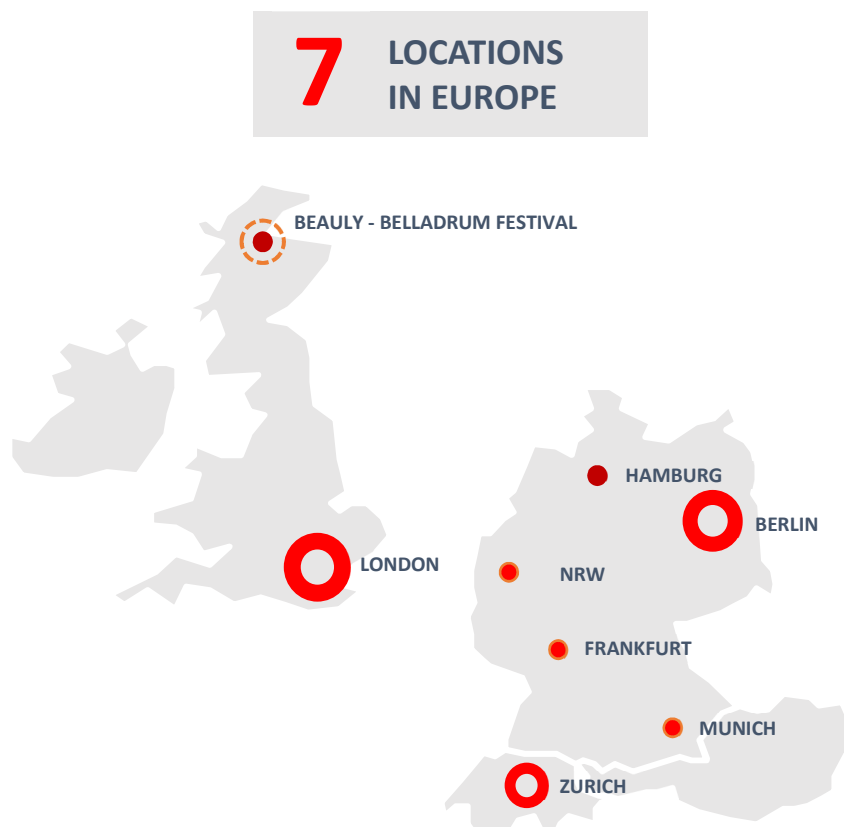 7
LOCATIONS
IN EUROPE
BEAULY - BELLADRUM FESTIVAL
HAMBURG
BERLIN
LONDON
NRW
FRANKFURT
MUNICH
ZURICH